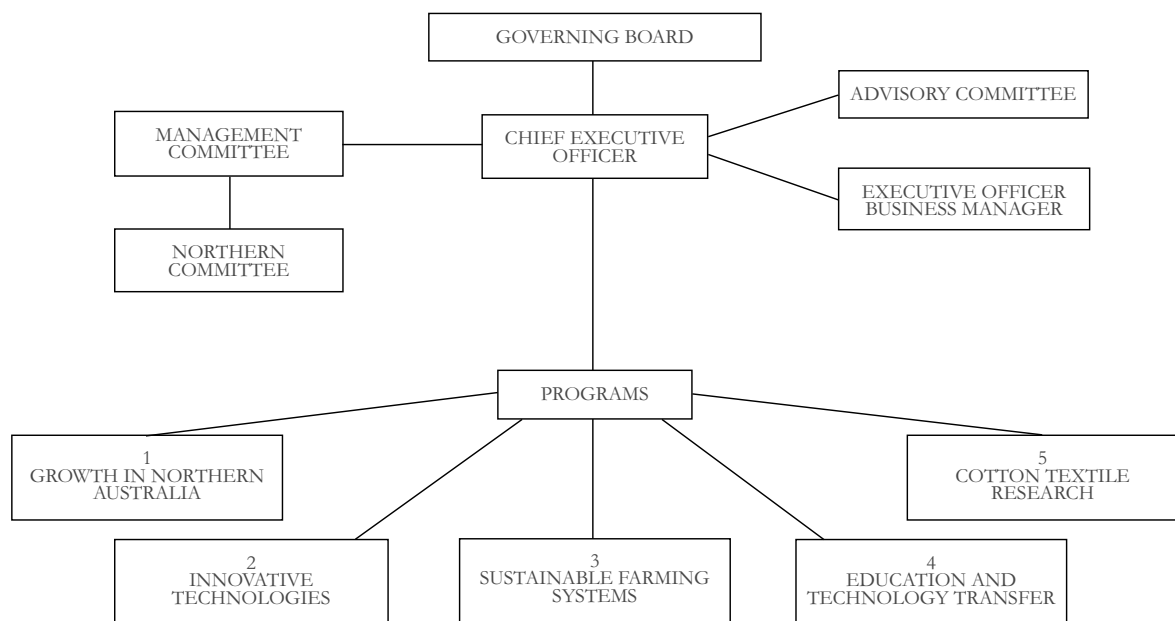 GOVERNING BOARD
ADVISORY COMMITTEE
MANAGEMENT
COMMITTEE
CHIEF EXECUTIVE
OFFICER
EXECUTIVE OFFICER
BUSINESS MANAGER
NORTHERN
COMMITTEE
PROGRAMS
1
GROWTH IN NORTHERN
AUSTRALIA
5
COTTON TEXTILE
RESEARCH
2
INNOVATIVE
TECHNOLOGIES
3
SUSTAINABLE FARMING
SYSTEMS
4
EDUCATION AND
TECHNOLOGY TRANSFER